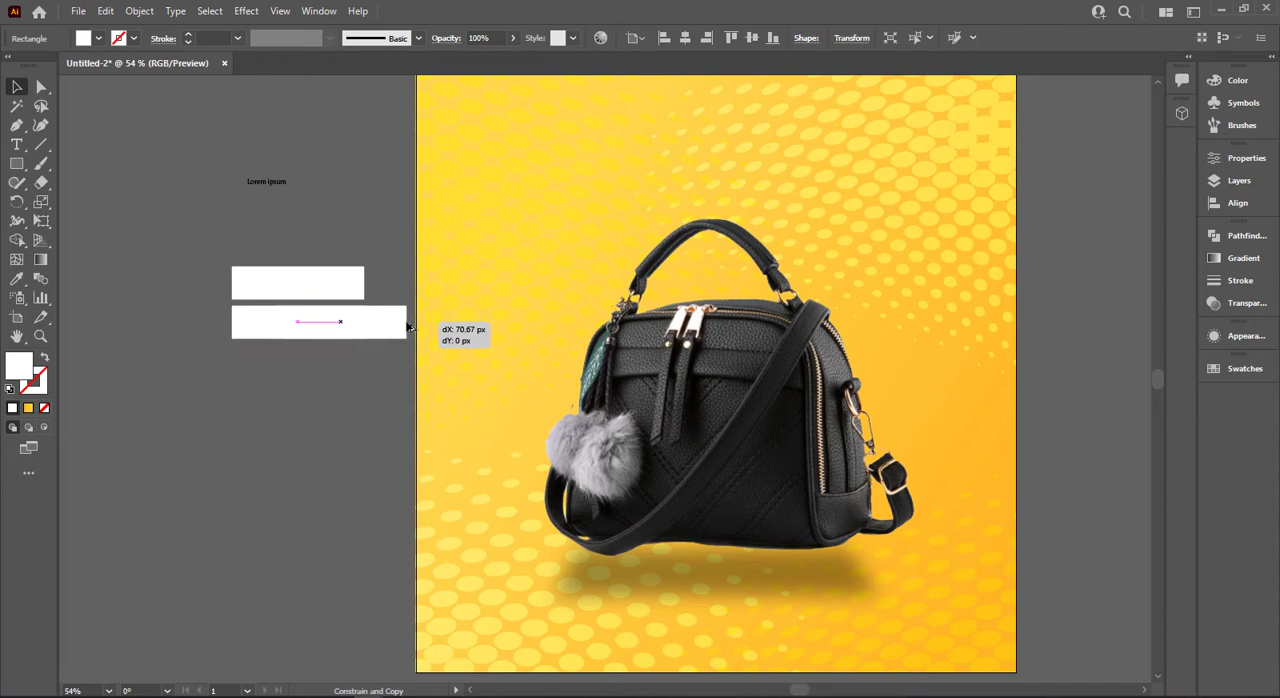 Ai
File Edit Object Type Select Effect View Window Help
Rectangle Stroke: Basic Opacity: 100% Style: Shape: Transform
Untitled-2* @ 54 % (RGB/Preview)
Lorem ipsum
dX: 70.67 px
dY: 0 px
Color
Symbols
Brushes
Properties
Layers
Align
Pathfind...
Gradient
Stroke
Transpar...
Appeara...
Swatches
54% 0° 1 Constrain and Copy